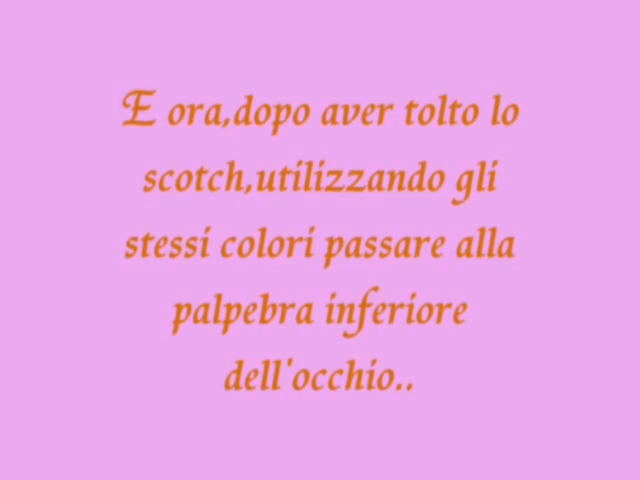 E ora,dopo aver tolto lo
scotch,utilizzando gli
stessi colori passare alla
palpebra inferiore
dell'occhio..